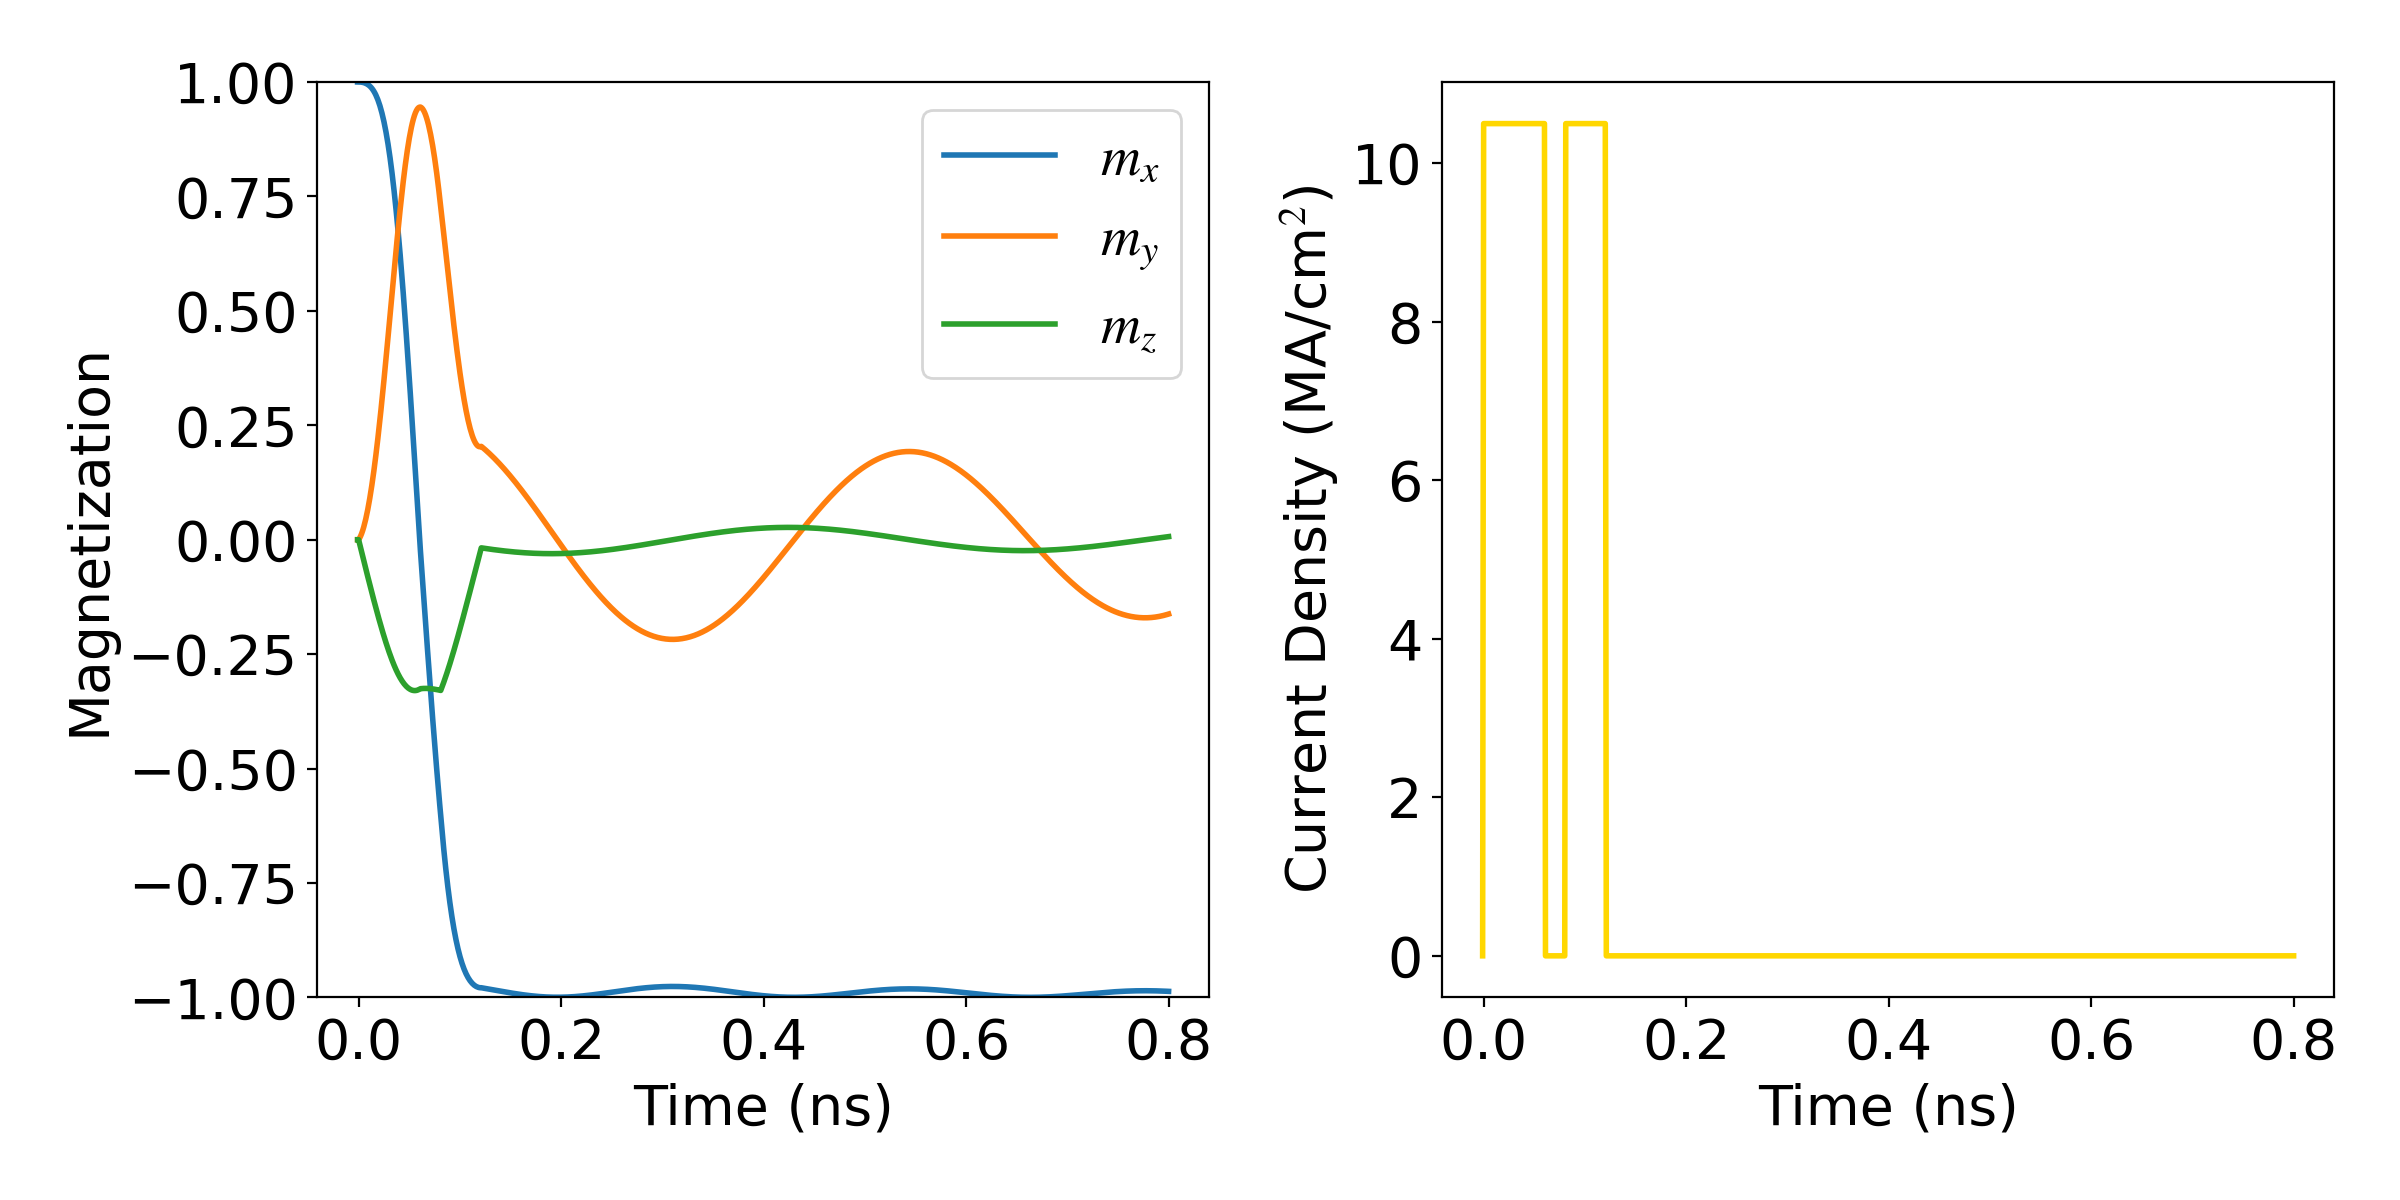 Magnetization
1.00
0.75
0.50
0.25
0.00
−0.25
−0.50
−0.75
−1.00
0.0 0.2 0.4 0.6 0.8
Time (ns)
m_x
m_y
m_z
Current Density (MA/cm²)
10
8
6
4
2
0
0.0 0.2 0.4 0.6 0.8
Time (ns)